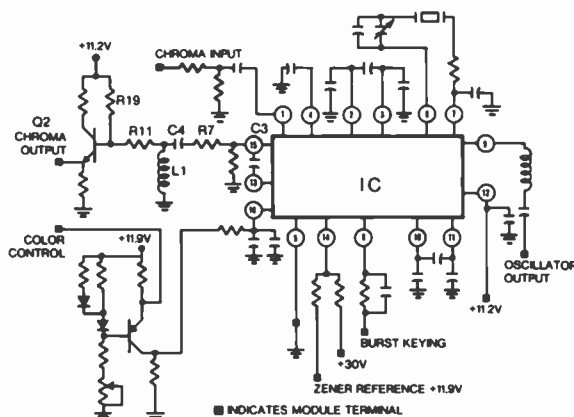 +11.2V
CHROMA INPUT
R19
Q2
CHROMA
OUTPUT
R11
C4
R7
C3
L1
1
4
2
3
6
7
15
13
16
IC
9
12
5
14
8
10
11
COLOR
CONTROL
+11.9V
OSCILLATOR
OUTPUT
+11.2V
BURST KEYING
+30V
ZENER REFERENCE +11.9V
INDICATES MODULE TERMINAL